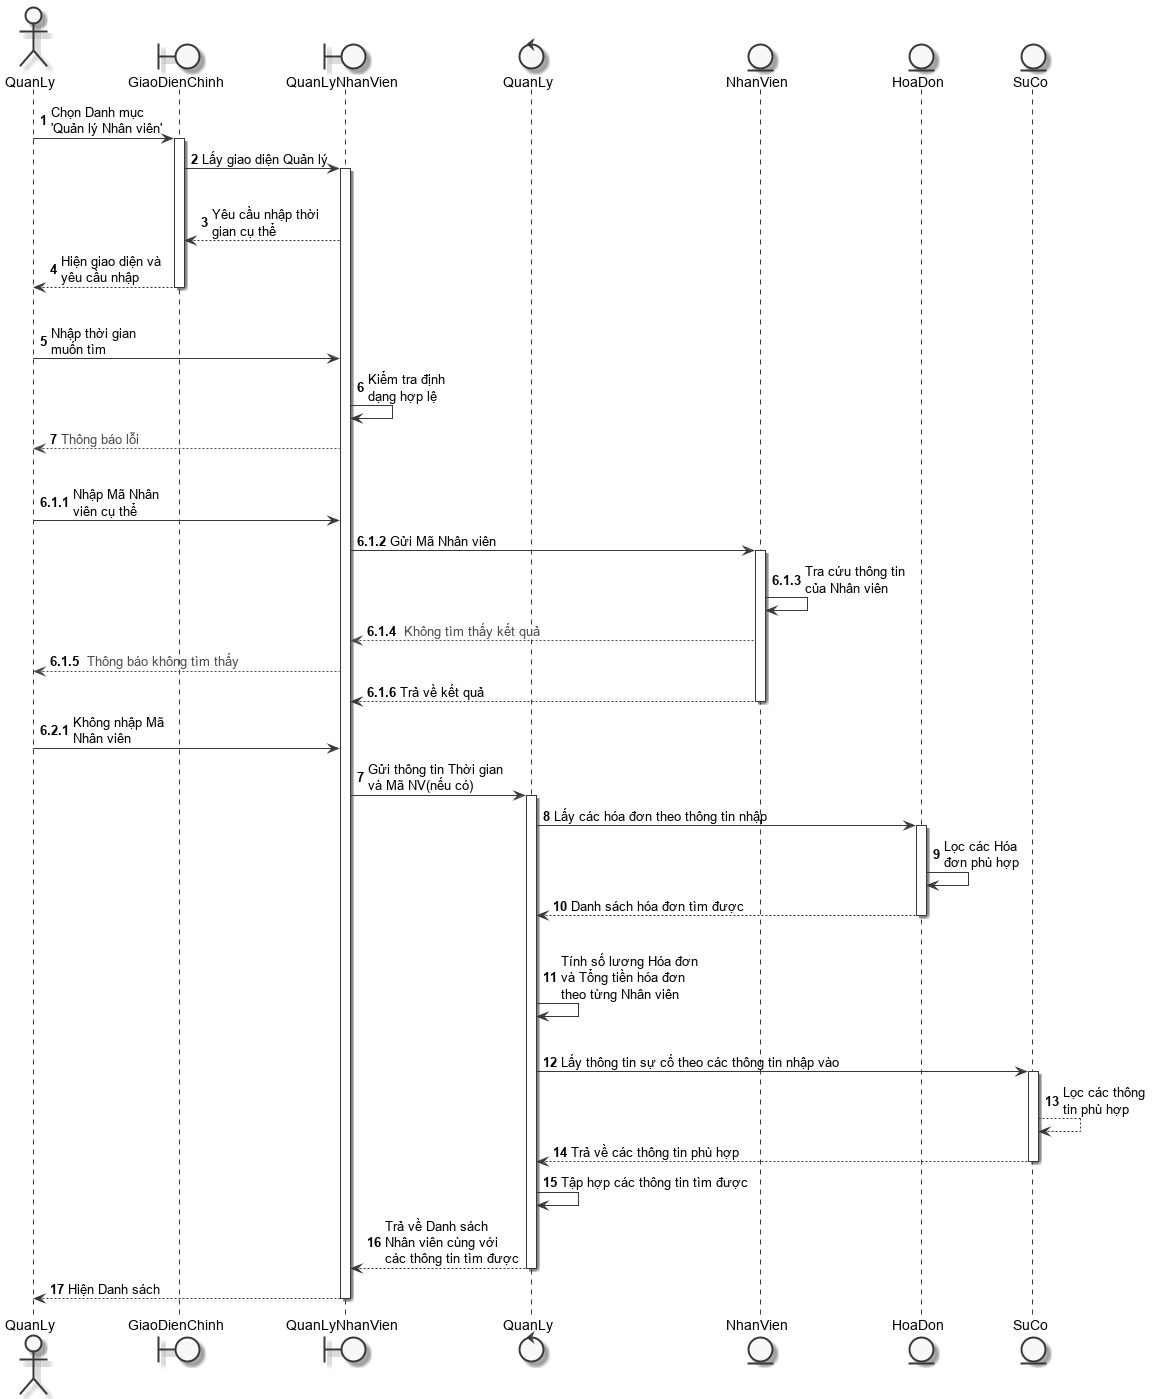 QuanLy GiaoDienChinh QuanLyNhanVien QuanLy NhanVien HoaDon SuCo
1 Chọn Danh mục
'Quản lý Nhân viên'
2 Lấy giao diện Quản lý
3 Yêu cầu nhập thời
gian cụ thể
4 Hiện giao diện và
yêu cầu nhập
5 Nhập thời gian
muốn tìm
6 Kiểm tra định
dạng hợp lệ
7 Thông báo lỗi
6.1.1 Nhập Mã Nhân
viên cụ thể
6.1.2 Gửi Mã Nhân viên
6.1.3 Tra cứu thông tin
của Nhân viên
6.1.4 Không tìm thấy kết quả
6.1.5 Thông báo không tìm thấy
6.1.6 Trả về kết quả
6.2.1 Không nhập Mã
Nhân viên
7 Gửi thông tin Thời gian
và Mã NV(nếu có)
8 Lấy các hóa đơn theo thông tin nhập
9 Lọc các Hóa
đơn phù hợp
10 Danh sách hóa đơn tìm được
11 Tính số lương Hóa đơn
và Tổng tiền hóa đơn
theo từng Nhân viên
12 Lấy thông tin sự cố theo các thông tin nhập vào
13 Lọc các thông
tin phù hợp
14 Trả về các thông tin phù hợp
15 Tập hợp các thông tin tìm được
16 Trả về Danh sách
Nhân viên cùng với
các thông tin tìm được
17 Hiện Danh sách
QuanLy GiaoDienChinh QuanLyNhanVien QuanLy NhanVien HoaDon SuCo